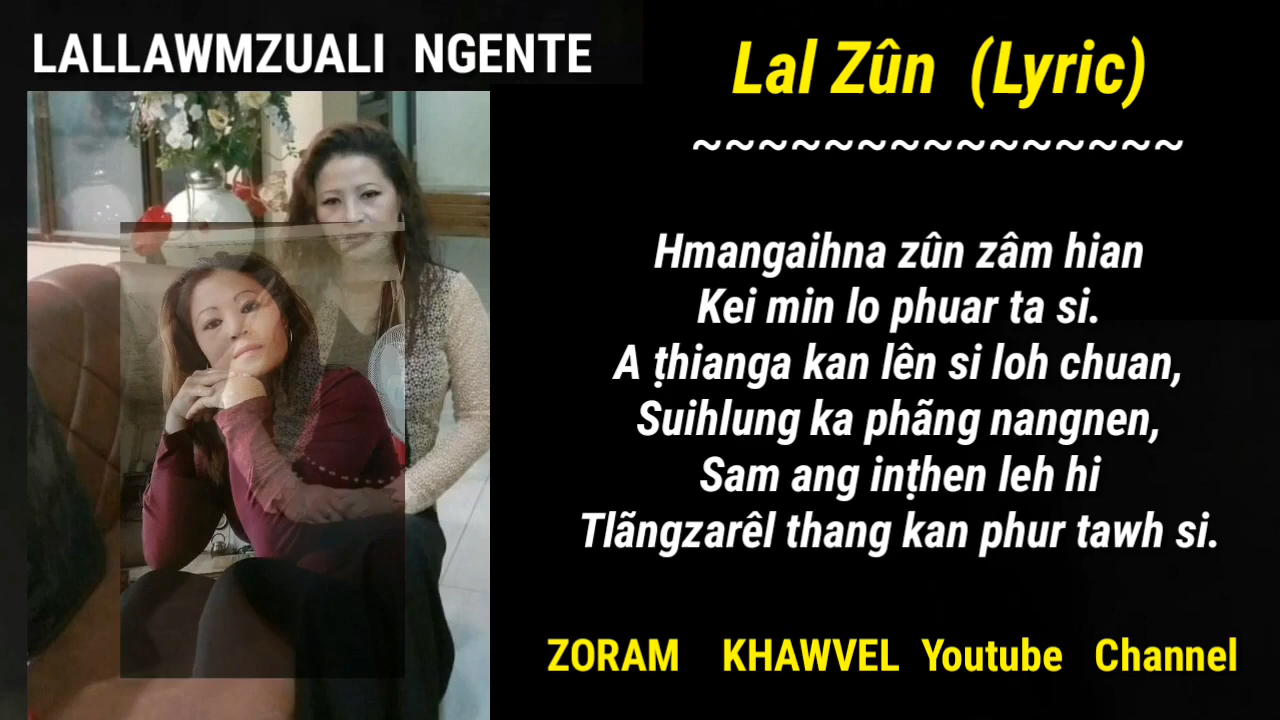 LALLAWMZUALI NGENTE
Lal Zûn (Lyric)
~~~~~~~~~~~~~~~
Hmangaihna zûn zâm hian
Kei min lo phuar ta si.
A ṭhianga kan lên si loh chuan,
Suihlung ka phãng nangnen,
Sam ang inṭhen leh hi
Tlãngzarêl thang kan phur tawh si.
ZORAM KHAWVEL Youtube Channel